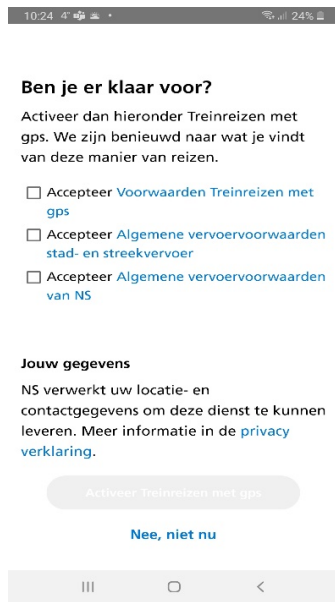 10:24 4°
24%
Ben je er klaar voor?
Activeer dan hieronder Treinreizen met
gps. We zijn benieuwd naar wat je vindt
van deze manier van reizen.
Accepteer Voorwaarden Treinreizen met
gps
Accepteer Algemene vervoervoorwaarden
stad- en streekvervoer
Accepteer Algemene vervoervoorwaarden
van NS
Jouw gegevens
NS verwerkt uw locatie- en
contactgegevens om deze dienst te kunnen
leveren. Meer informatie in de privacy
verklaring.
Activeer Treinreizen met gps
Nee, niet nu